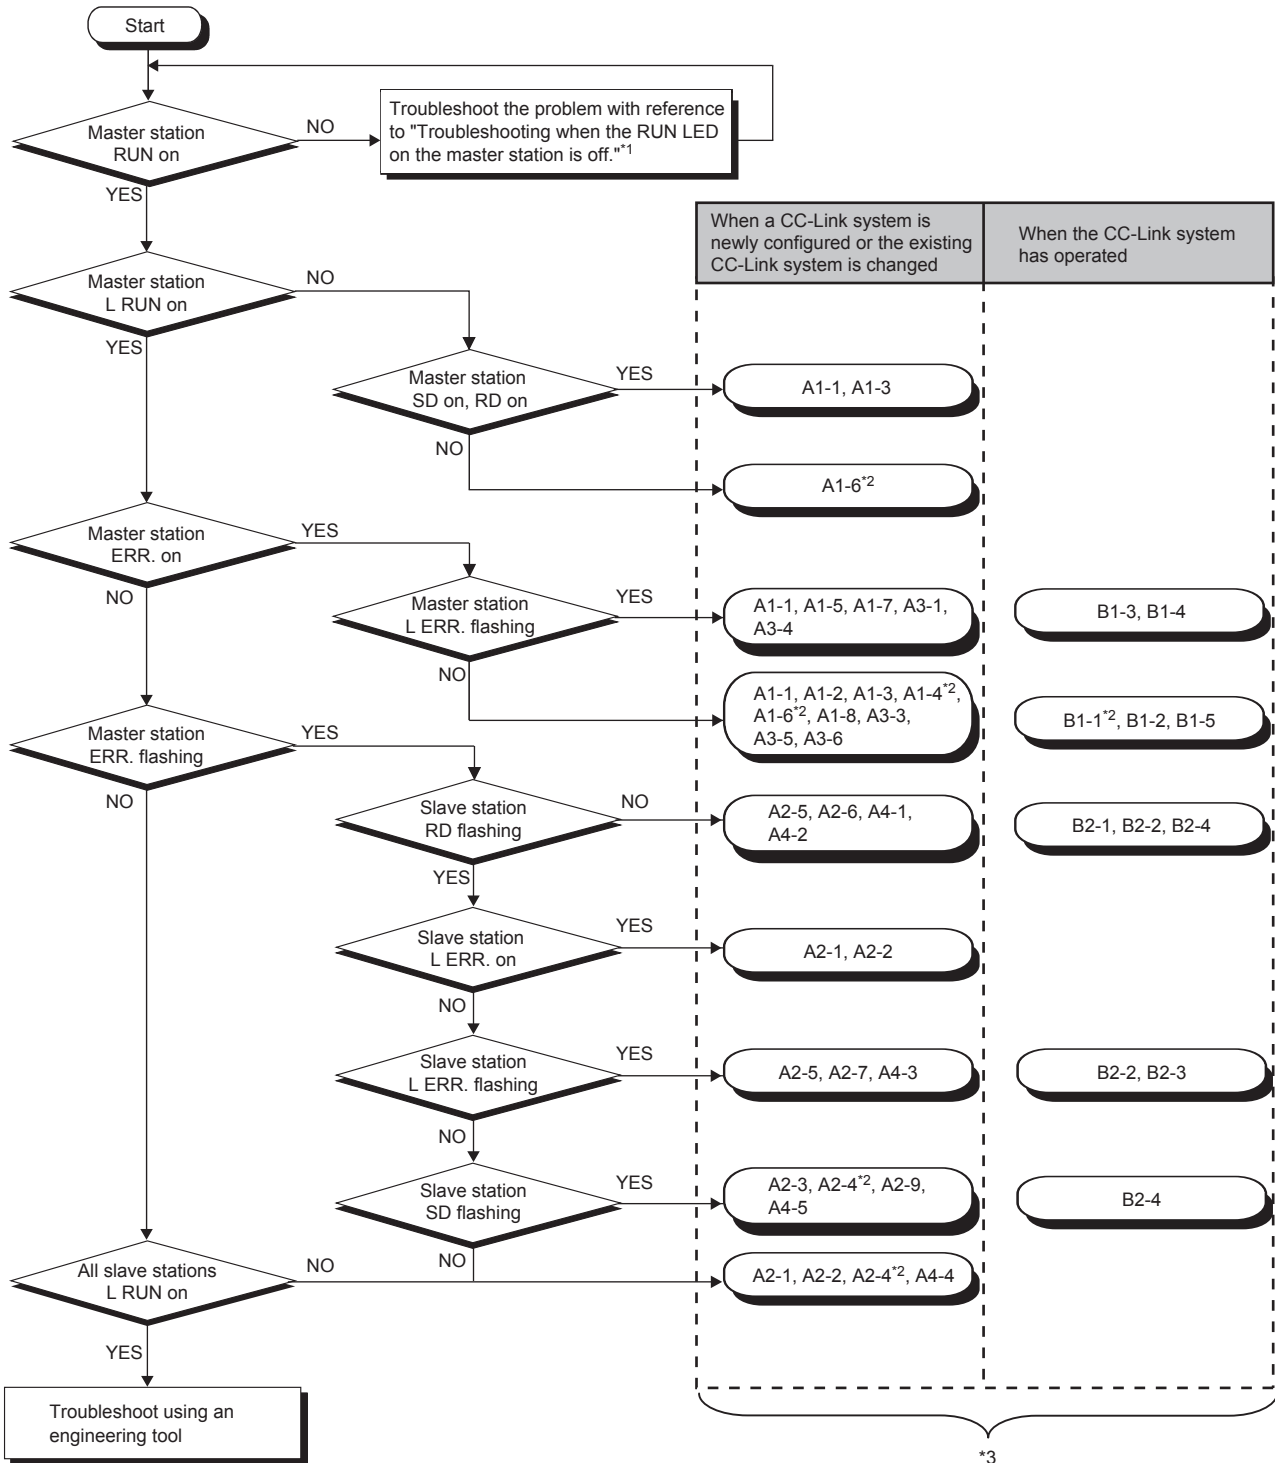 Start
Master station
RUN on
NO
YES
Troubleshoot the problem with reference
to "Troubleshooting when the RUN LED
on the master station is off."*1
When a CC-Link system is
newly configured or the existing
CC-Link system is changed
When the CC-Link system
has operated
Master station
L RUN on
NO
YES
Master station
SD on, RD on
YES
A1-1, A1-3
NO
A1-6*2
Master station
ERR. on
YES
NO
Master station
L ERR. flashing
YES
A1-1, A1-5, A1-7, A3-1,
A3-4
B1-3, B1-4
NO
A1-1, A1-2, A1-3, A1-4*2,
A1-6*2, A1-8, A3-3,
A3-5, A3-6
B1-1*2, B1-2, B1-5
Master station
ERR. flashing
YES
NO
Slave station
RD flashing
NO
A2-5, A2-6, A4-1,
A4-2
B2-1, B2-2, B2-4
YES
Slave station
L ERR. on
YES
A2-1, A2-2
NO
Slave station
L ERR. flashing
YES
A2-5, A2-7, A4-3
B2-2, B2-3
NO
Slave station
SD flashing
YES
A2-3, A2-4*2, A2-9,
A4-5
B2-4
NO
All slave stations
L RUN on
NO
A2-1, A2-2, A2-4*2, A4-4
YES
Troubleshoot using an
engineering tool
*3